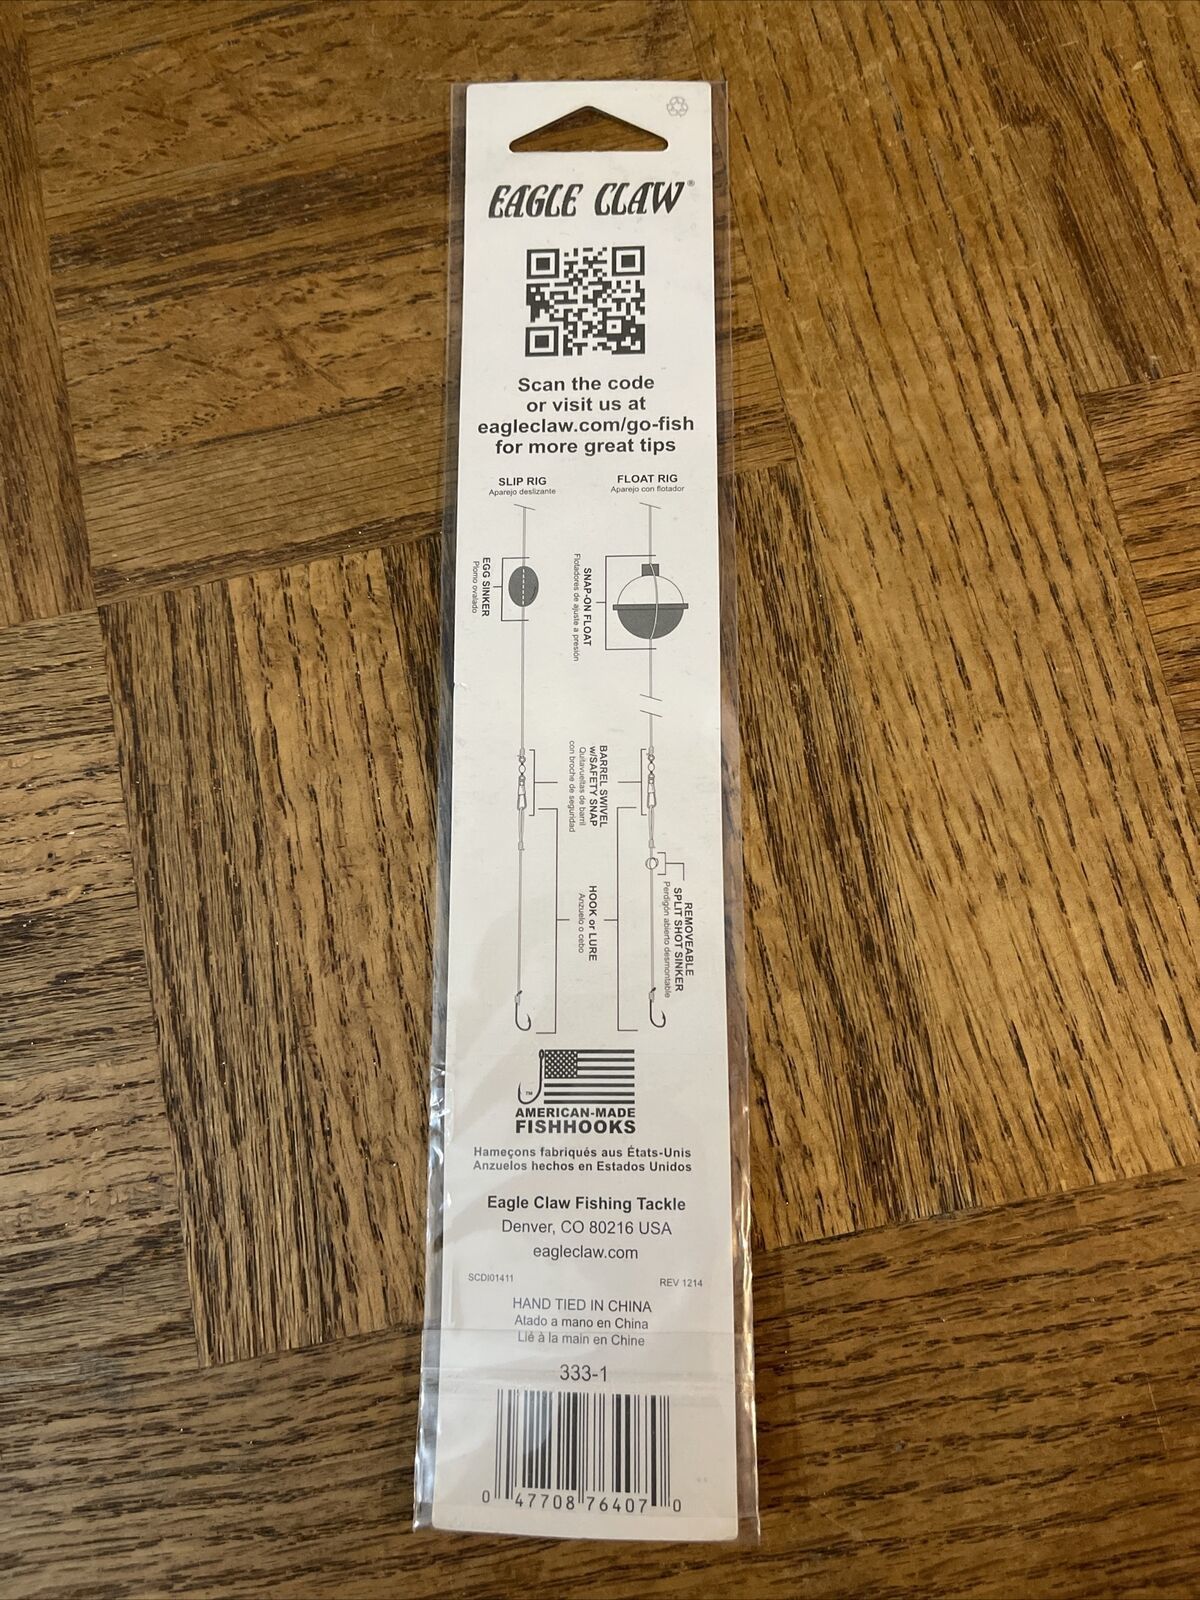 EAGLE CLAW®
Scan the code
or visit us at
eagleclaw.com/go-fish
for more great tips
SLIP RIG
Aparejo deslizante
FLOAT RIG
Aparejo con flotador
EGG SINKER
Plomo ovalado
SNAP-ON FLOAT
Flotadores de ajuste a presión
BARREL SWIVEL
w/SAFETY SNAP
Quitavueltas de barril
con broche de seguridad
HOOK or LURE
Anzuelo o cebo
REMOVEABLE
SPLIT SHOT SINKER
Perdigón abierto desmontable
TM
AMERICAN-MADE
FISHHOOKS
Hameçons fabriqués aus États-Unis
Anzuelos hechos en Estados Unidos
Eagle Claw Fishing Tackle
Denver, CO 80216 USA
eagleclaw.com
SCDI01411
REV 1214
HAND TIED IN CHINA
Atado a mano en China
Lié à la main en Chine
333-1
0 47708 76407 0